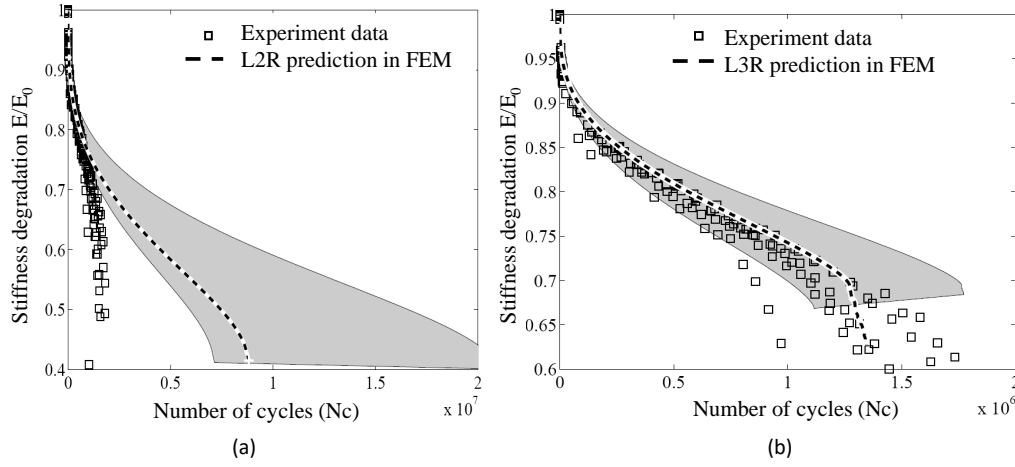 1
0.9
0.8
0.7
0.6
0.5
0.4
Stiffness degradation E/E0
Experiment data
L2R prediction in FEM
0
0.5
1
1.5
2
x 10^7
Number of cycles (Nc)
(a)
1
0.95
0.9
0.85
0.8
0.75
0.7
0.65
0.6
Stiffness degradation E/E0
Experiment data
L3R prediction in FEM
0
0.5
1
1.5
2
x 10^6
Number of cycles (Nc)
(b)